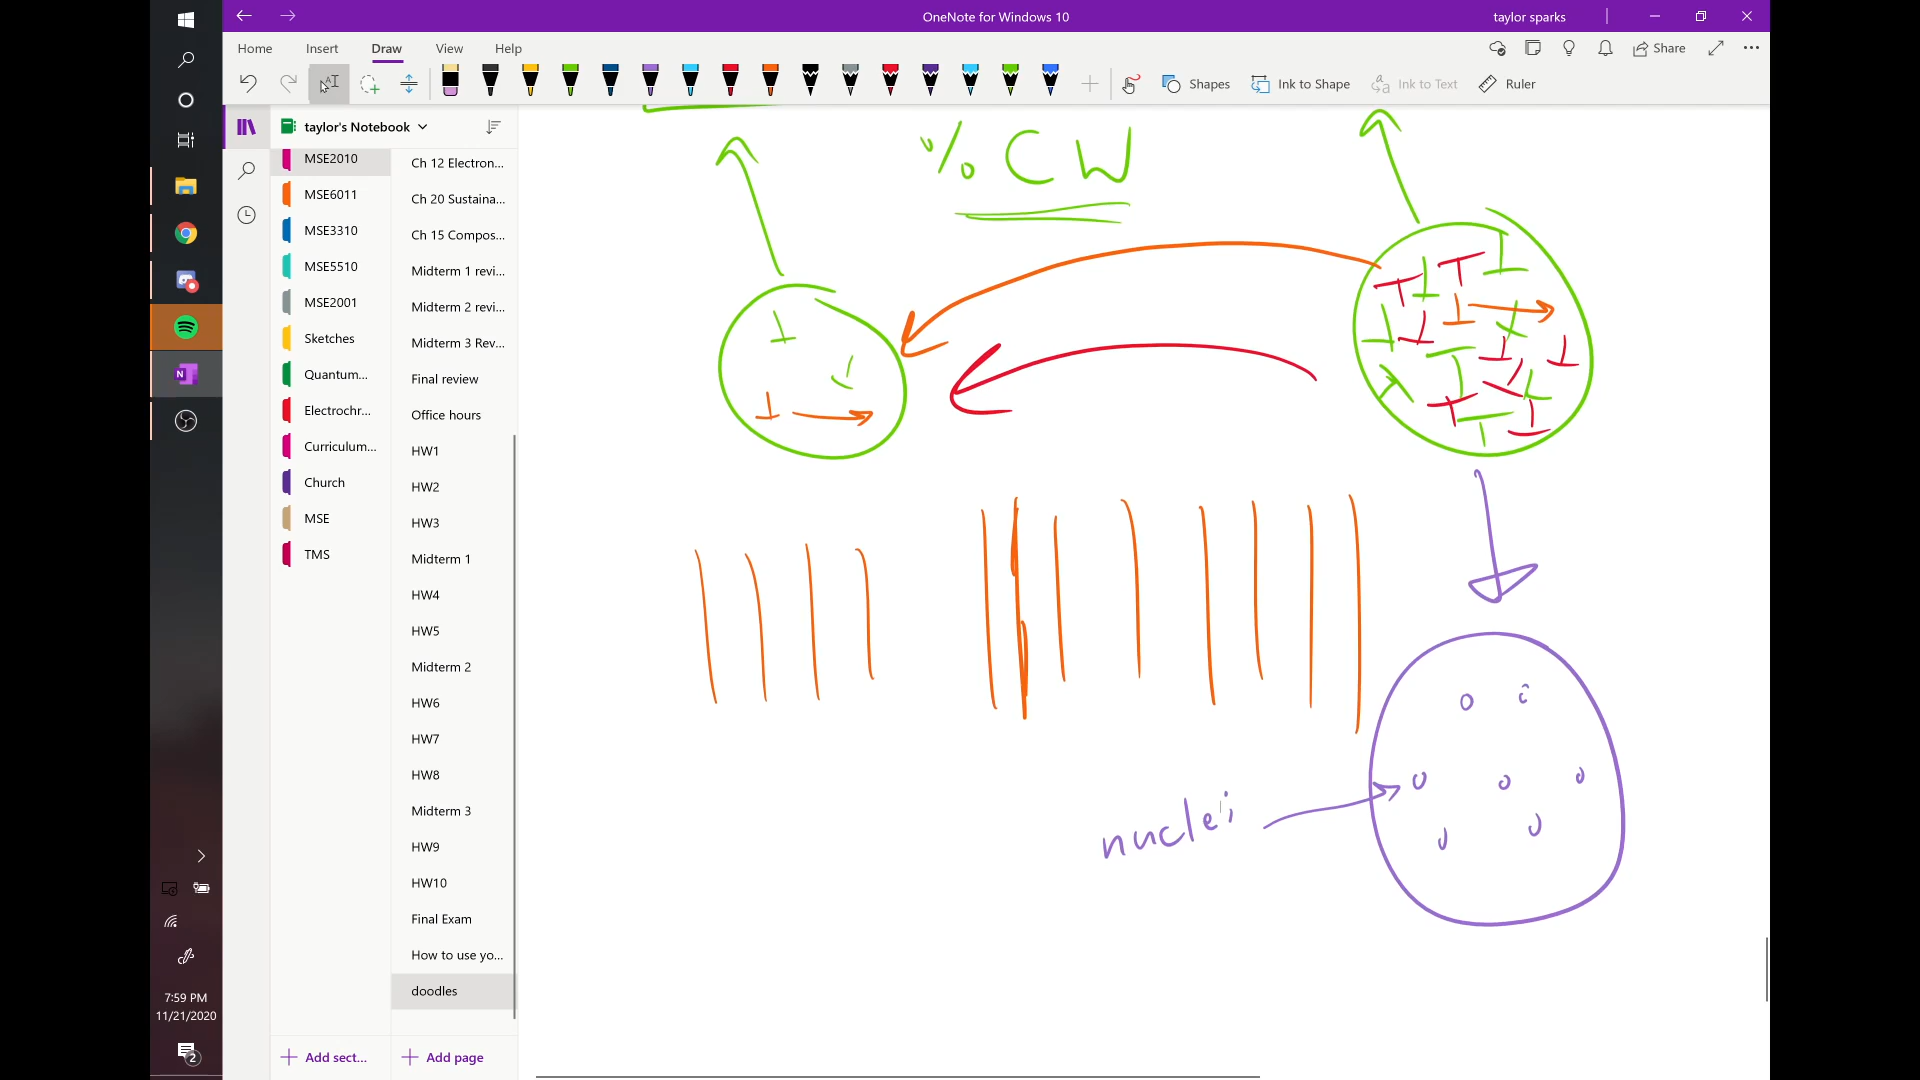 OneNote for Windows 10
taylor sparks
Home Insert Draw View Help
Share
Shapes Ink to Shape Ink to Text Ruler
taylor's Notebook
MSE2010
MSE6011
MSE3310
MSE5510
MSE2001
Sketches
Quantum...
Electrochr...
Curriculum...
Church
MSE
TMS
Ch 12 Electron...
Ch 20 Sustaina...
Ch 15 Compos...
Midterm 1 revi...
Midterm 2 revi...
Midterm 3 Rev...
Final review
Office hours
HW1
HW2
HW3
Midterm 1
HW4
HW5
Midterm 2
HW6
HW7
HW8
Midterm 3
HW9
HW10
Final Exam
How to use yo...
doodles
Add sect...
Add page
% CW
nuclei
7:59 PM
11/21/2020
2